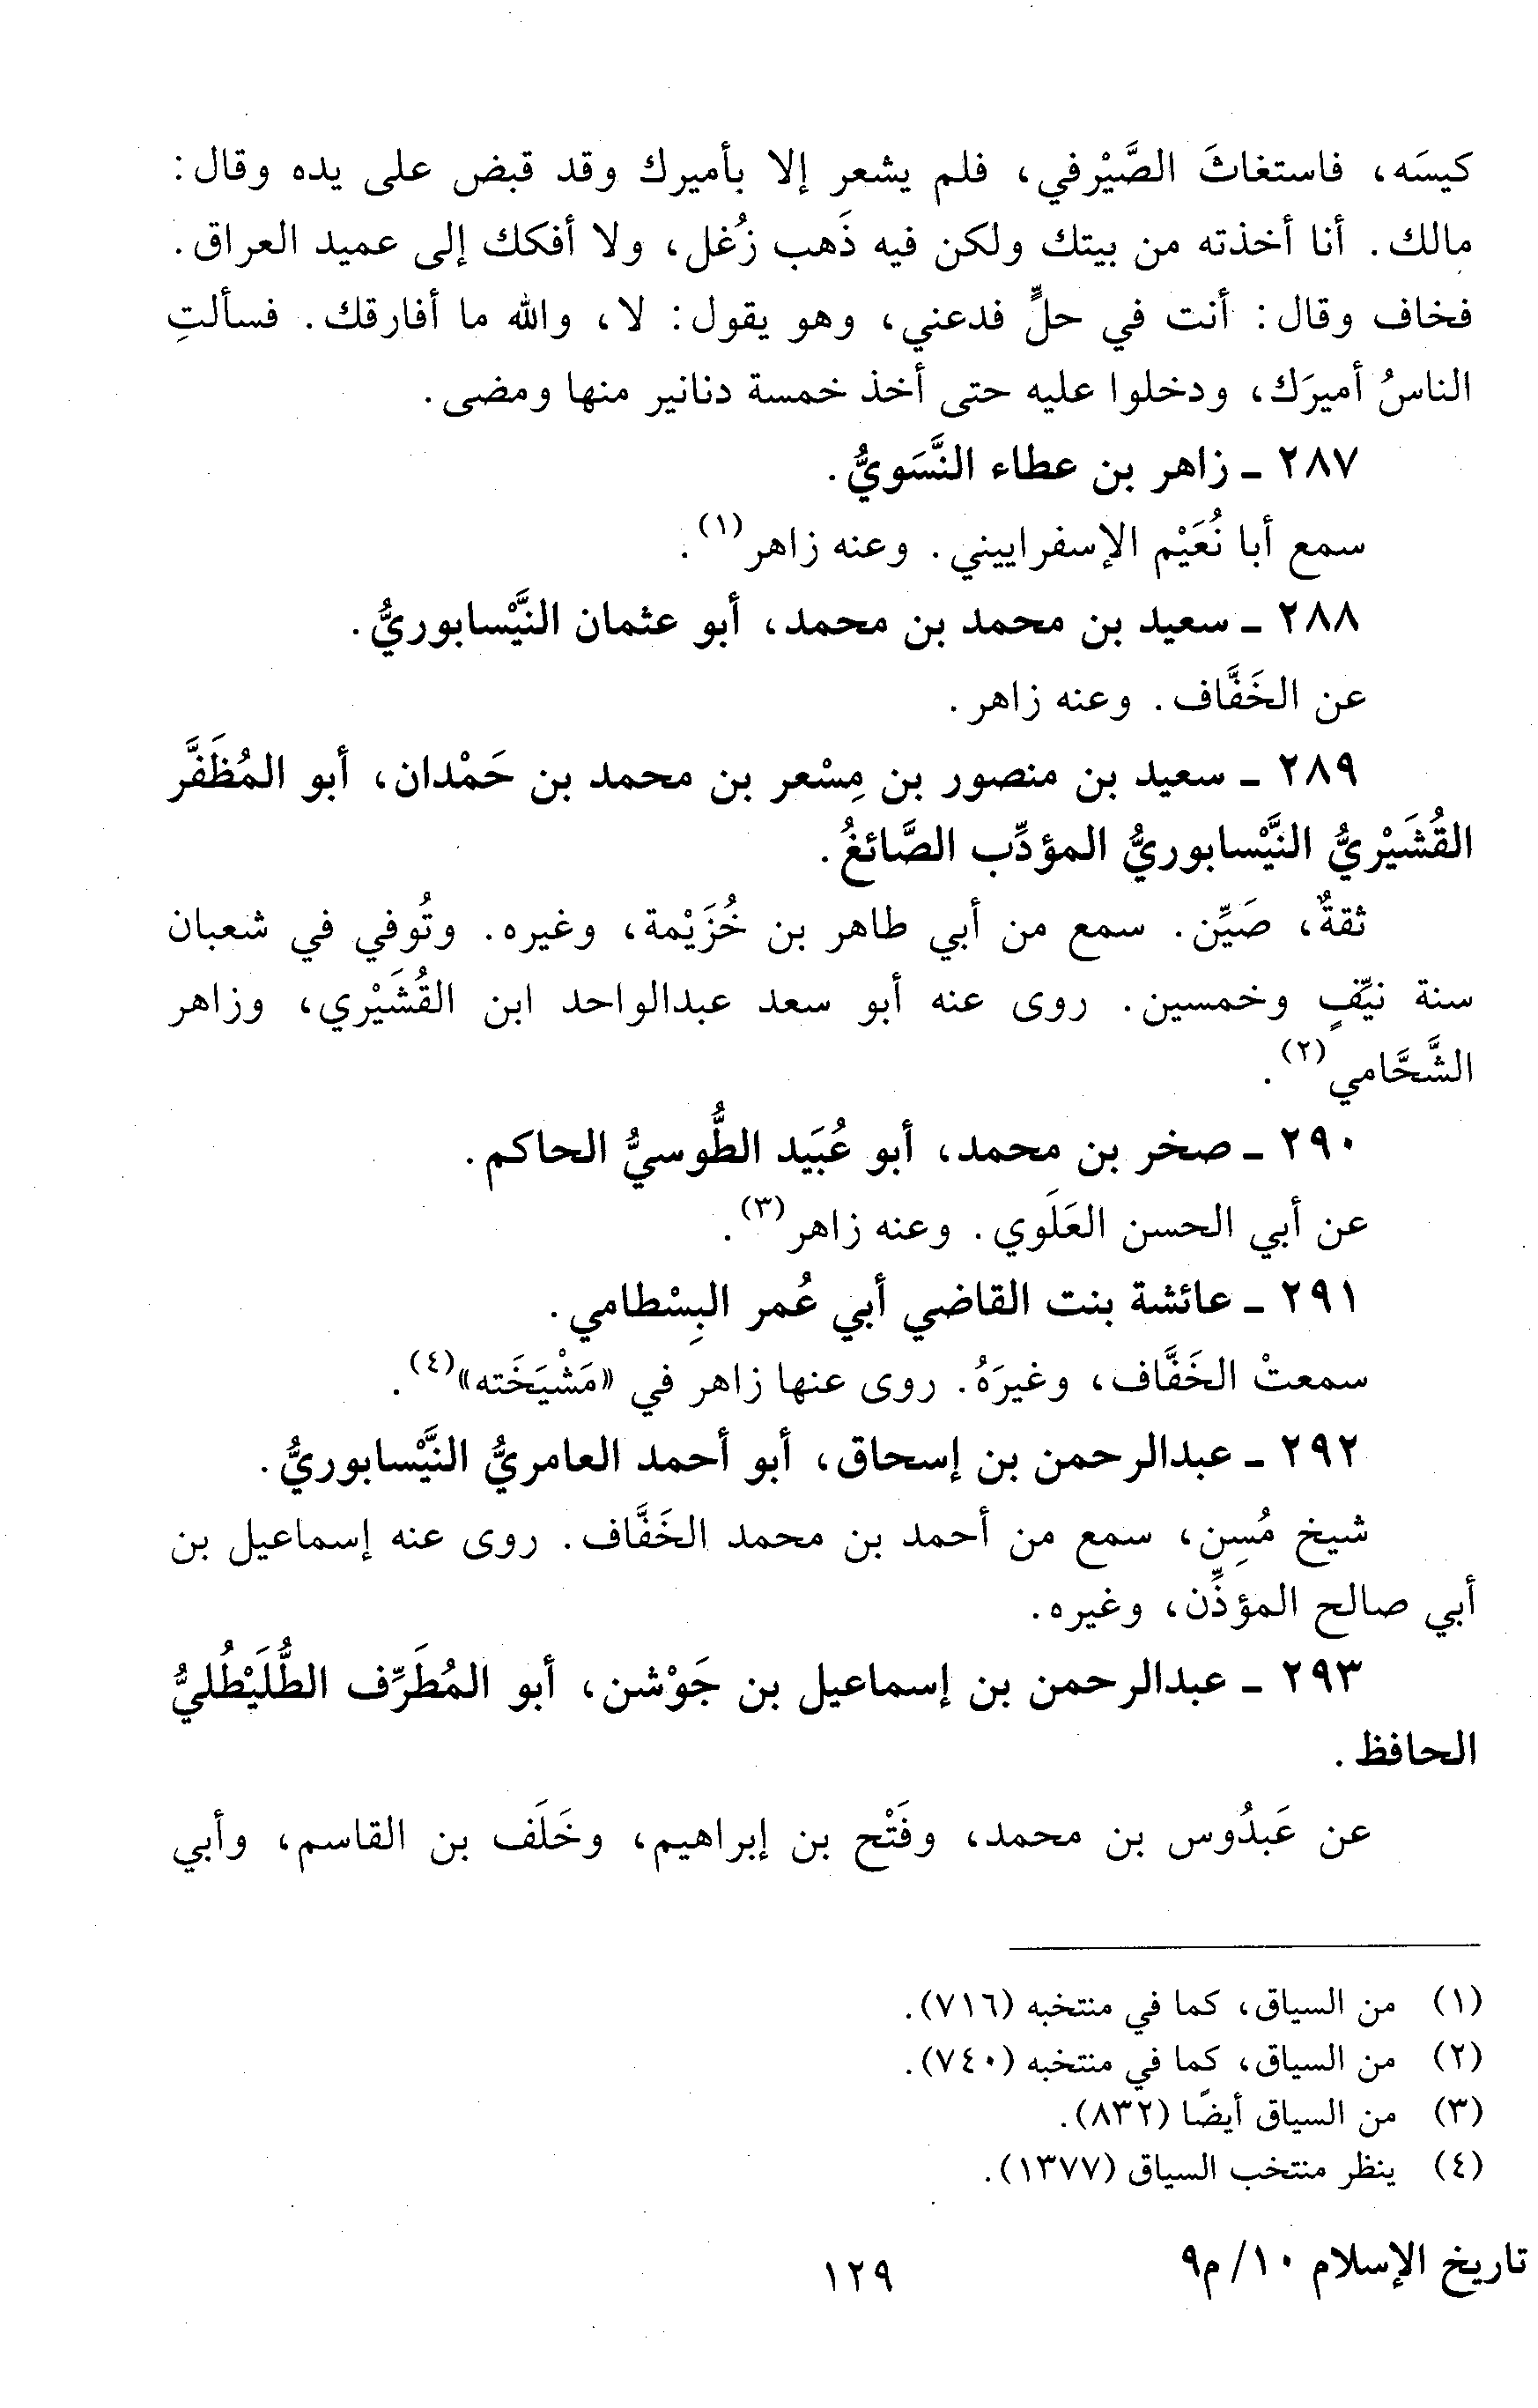 كيسَه، فاستغاثَ الصَّيْرفي، فلم يشعر إلا بأميرك وقد قبض على يده وقال:
مالك. أنا أخذته من بيتك ولكن فيه ذَهب زُغل، ولا أفكك إلى عميد العراق.
فخاف وقال: أنت في حلٍّ فدعني، وهو يقول: لا، والله ما أفارقك. فسألتِ
الناسُ أميرَك، ودخلوا عليه حتى أخذ خمسة دنانير منها ومضى.
٢٨٧ - زاهر بن عطاء النَّسَويُّ.
سمع أبا نُعَيْم الإسفراييني. وعنه زاهر(١).
٢٨٨ - سعيد بن محمد بن محمد، أبو عثمان النَّيْسابوريُّ.
عن الخَفَّاف. وعنه زاهر.
٢٨٩ - سعيد بن منصور بن مِسْعر بن محمد بن حَمْدان، أبو المُظَفَّر
القُشَيْريُّ النَّيْسابوريُّ المؤدِّب الصَّائغُ.
ثقةٌ، صَيِّن. سمع من أبي طاهر بن خُزَيْمة، وغيره. وتُوفي في شعبان
سنة نيِّفٍ وخمسين. روى عنه أبو سعد عبدالواحد ابن القُشَيْري، وزاهر
الشَّحَّامي(٢).
٢٩٠ - صخر بن محمد، أبو عُبَيد الطُّوسيُّ الحاكم.
عن أبي الحسن العَلَوي. وعنه زاهر(٣).
٢٩١ - عائشة بنت القاضي أبي عُمر البِسْطامي.
سمعتْ الخَفَّاف، وغيرَهُ. روى عنها زاهر في «مَشْيَخَته»(٤).
٢٩٢ - عبدالرحمن بن إسحاق، أبو أحمد العامريُّ النَّيْسابوريُّ.
شيخ مُسِن، سمع من أحمد بن محمد الخَفَّاف. روى عنه إسماعيل بن
أبي صالح المؤذِّن، وغيره.
٢٩٣ - عبدالرحمن بن إسماعيل بن جَوْشن، أبو المُطَرِّف الطُّلَيْطُليُّ
الحافظ.
عن عَبدُوس بن محمد، وفَتْح بن إبراهيم، وخَلَف بن القاسم، وأبي
(١) من السياق، كما في منتخبه (٧١٦).
(٢) من السياق، كما في منتخبه (٧٤٠).
(٣) من السياق أيضًا (٨٣٢).
(٤) ينظر منتخب السياق (١٣٧٧).
تاريخ الإسلام ١٠/م٩
١٢٩